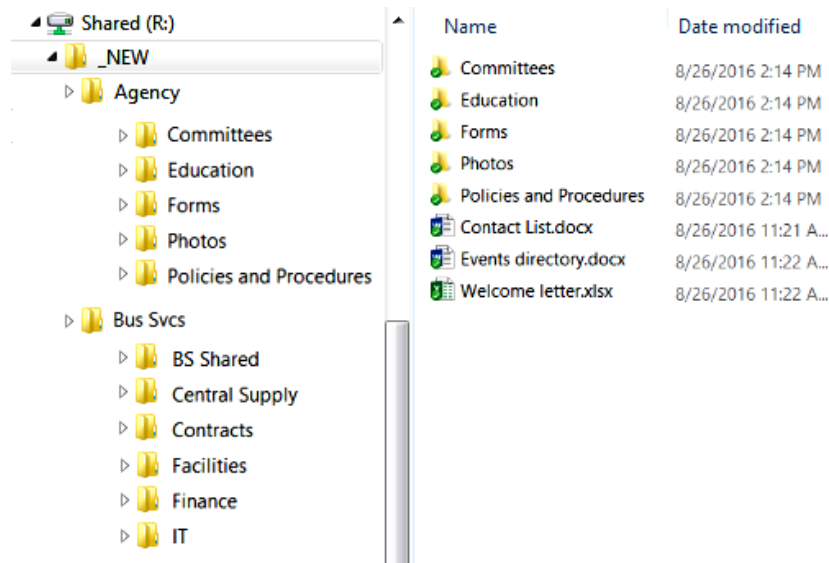 Shared (R:)
_NEW
Agency
Committees
Education
Forms
Photos
Policies and Procedures
Bus Svcs
BS Shared
Central Supply
Contracts
Facilities
Finance
IT
Name Date modified
Committees 8/26/2016 2:14 PM
Education 8/26/2016 2:14 PM
Forms 8/26/2016 2:14 PM
Photos 8/26/2016 2:14 PM
Policies and Procedures 8/26/2016 2:14 PM
Contact List.docx 8/26/2016 11:21 A...
Events directory.docx 8/26/2016 11:22 A...
Welcome letter.xlsx 8/26/2016 11:22 A...